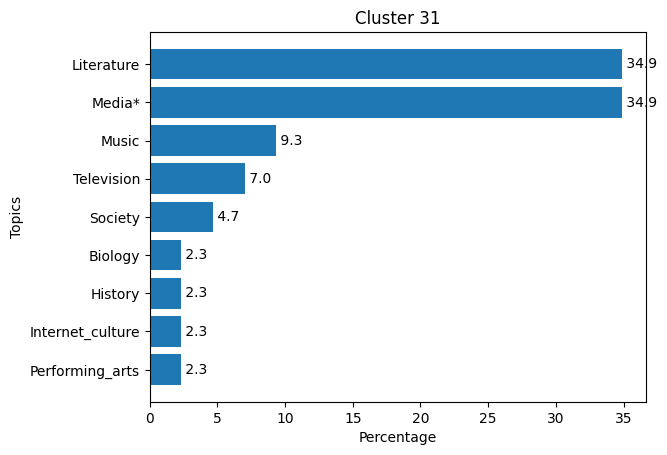 Cluster 31
Literature 34.9
Media* 34.9
Music 9.3
Television 7.0
Society 4.7
Biology 2.3
History 2.3
Internet_culture 2.3
Performing_arts 2.3
Topics
0 5 10 15 20 25 30 35
Percentage